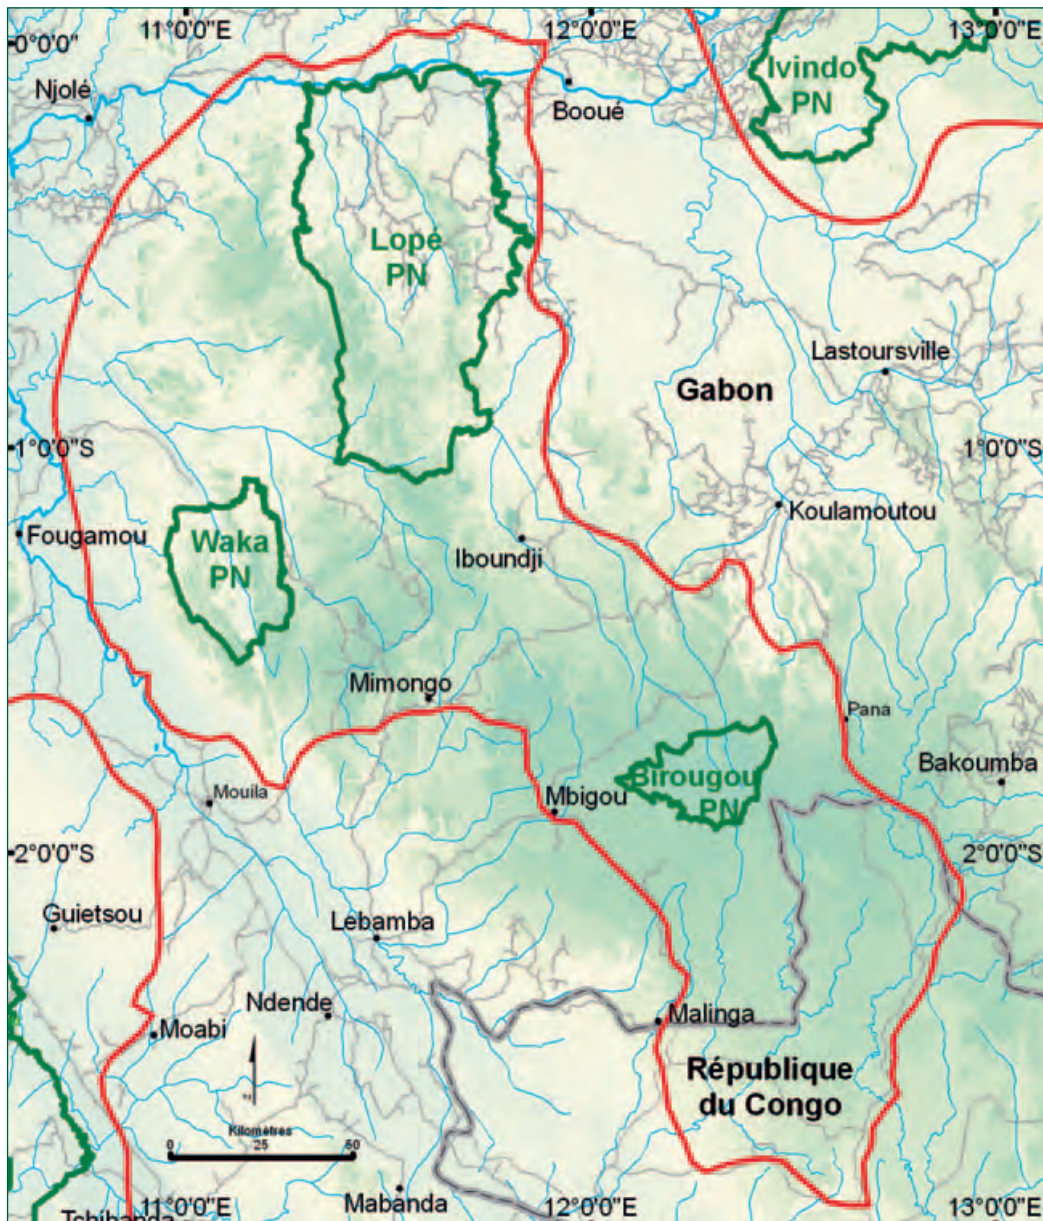 11°0'0"E
12°0'0"E
13°0'0"E
0°0'0"
Njolé
Booué
Ivindo
PN
Lopé
PN
Lastoursville
Gabon
1°0'0"S
1°0'0"S
Fougamou
Waka
PN
Iboundji
Koulamoutou
Mimongo
Pana
Mouila
Mbigou
Birougou
PN
Bakoumba
2°0'0"S
2°0'0"S
Guietsou
Lebamba
Ndende
Moabi
Malinga
République
du Congo
Kilomètres
0
25
50
Mabanda
Tchibanda
11°0'0"E
12°0'0"E
13°0'0"E